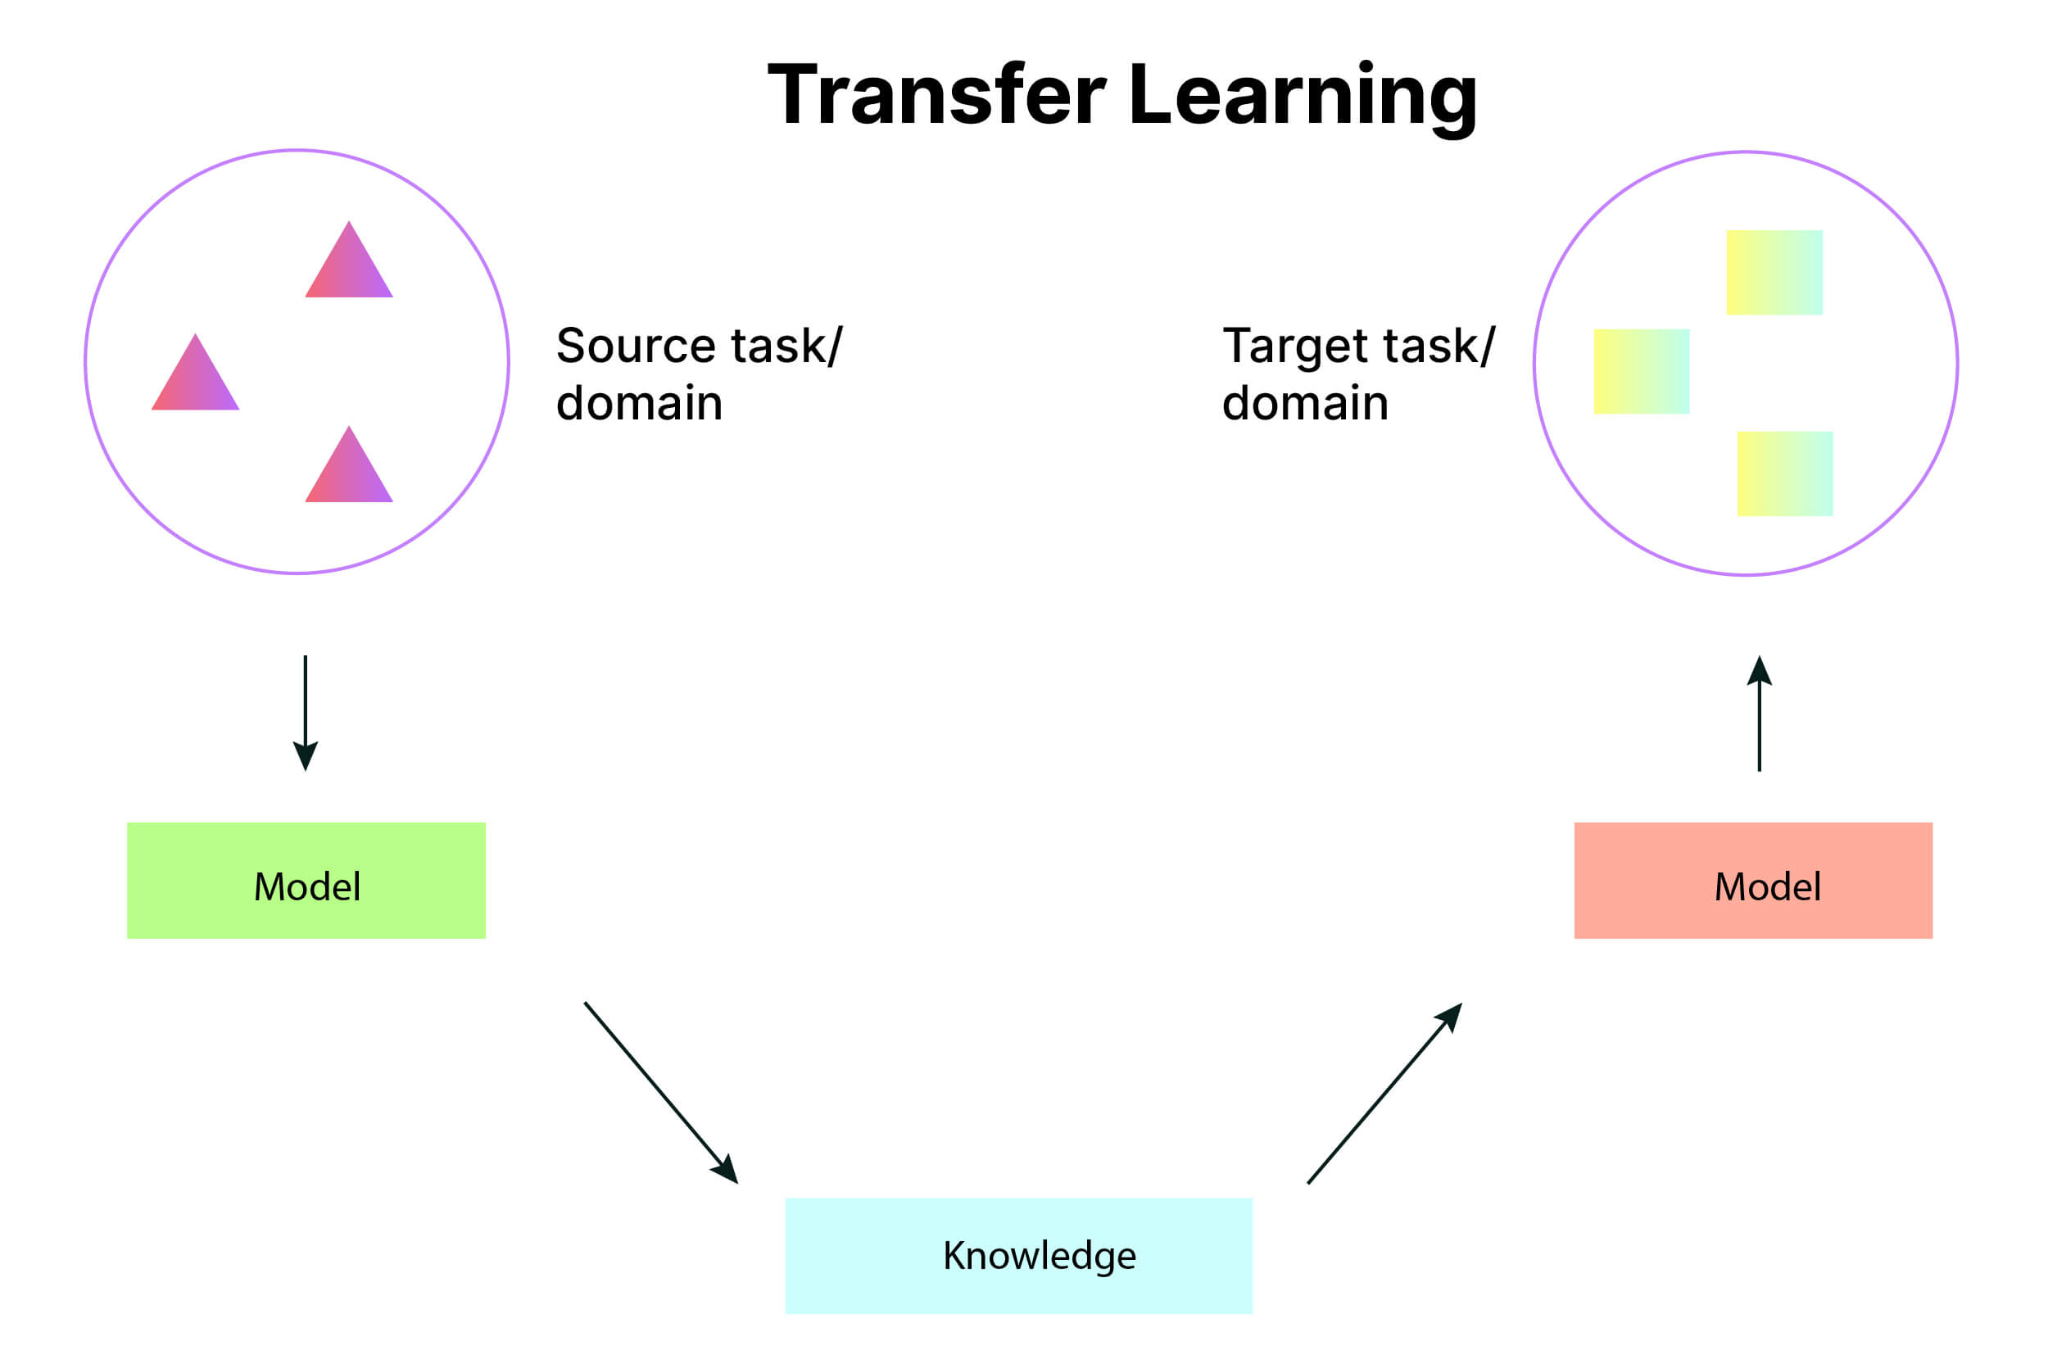 Transfer Learning
Source task/
domain
Target task/
domain
Model
Model
Knowledge